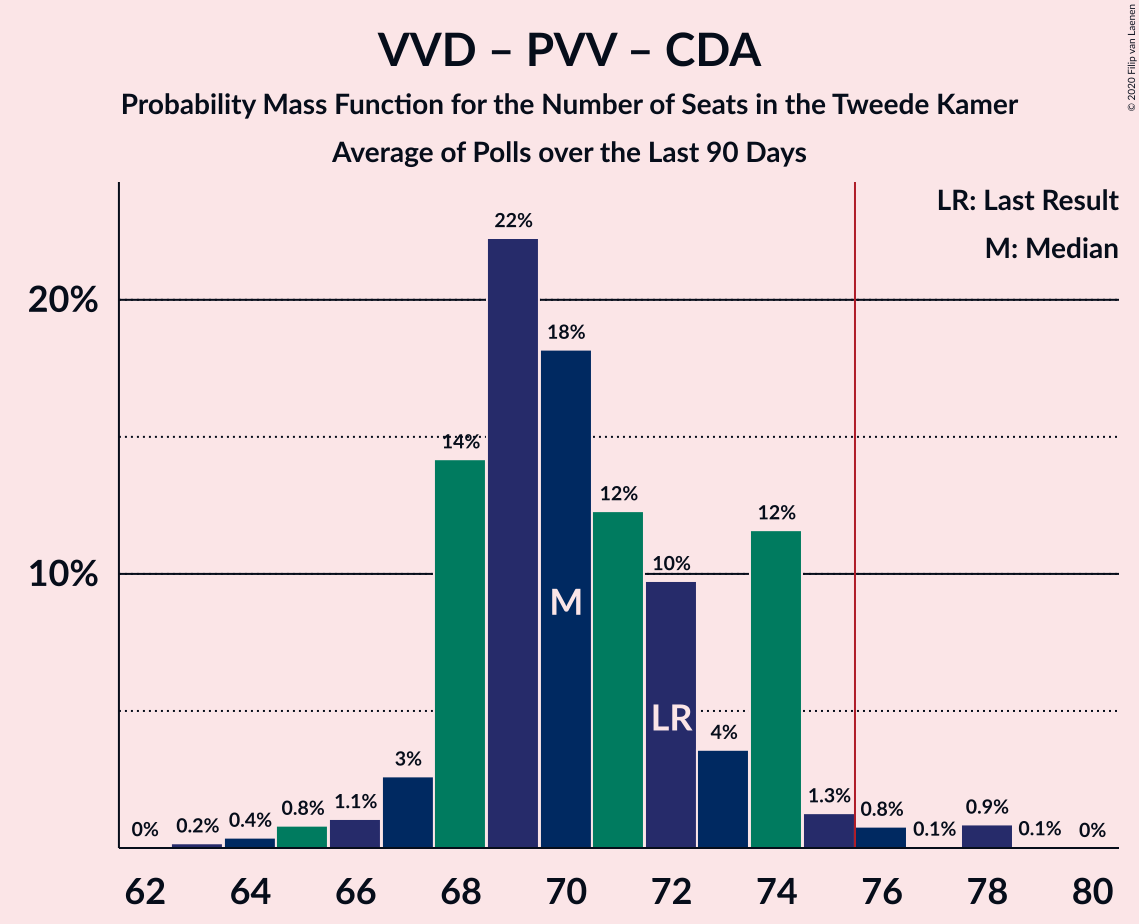 VVD – PVV – CDA
Probability Mass Function for the Number of Seats in the Tweede Kamer
Average of Polls over the Last 90 Days
© 2020 Filip van Laenen
LR: Last Result
M: Median
20%
10%
0%
0.2%
0.4%
0.8%
1.1%
3%
14%
22%
18%
12%
10%
4%
12%
1.3%
0.8%
0.1%
0.9%
0.1%
0%
M
LR
62 64 66 68 70 72 74 76 78 80